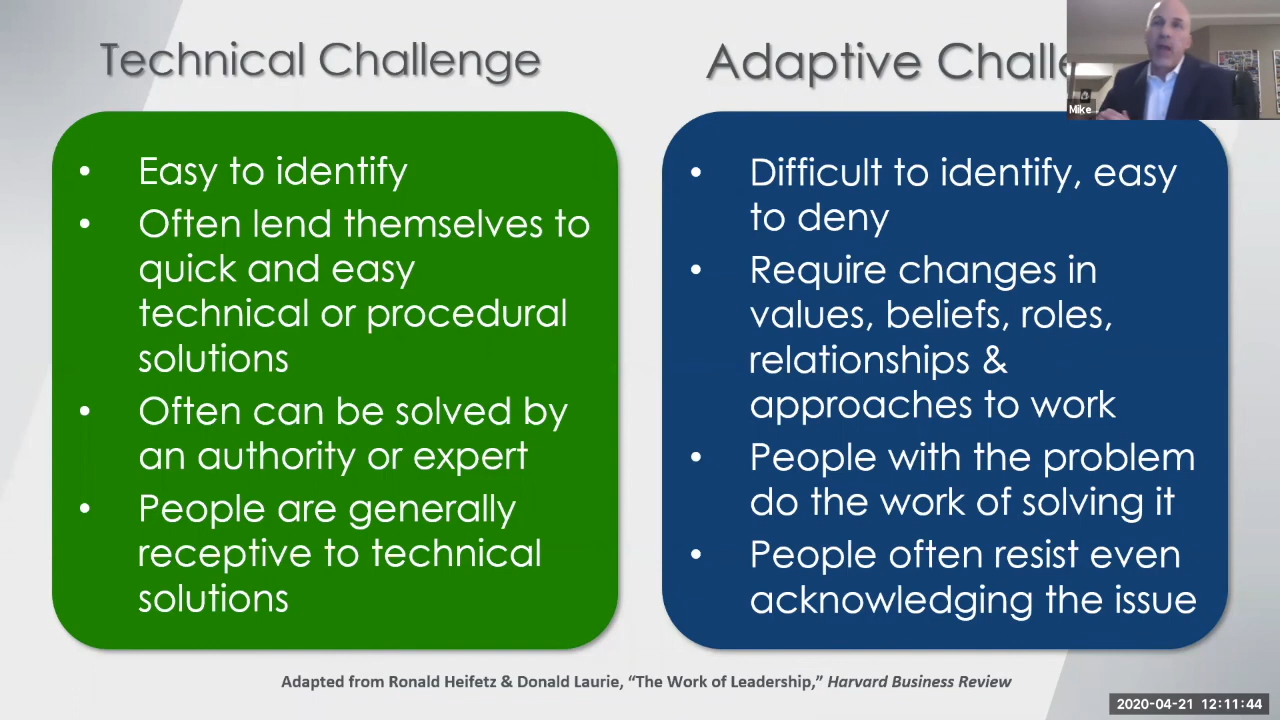 Technical Challenge
• Easy to identify
• Often lend themselves to
quick and easy
technical or procedural
solutions
• Often can be solved by
an authority or expert
• People are generally
receptive to technical
solutions
Adaptive Challe
• Difficult to identify, easy
to deny
• Require changes in
values, beliefs, roles,
relationships &
approaches to work
• People with the problem
do the work of solving it
• People often resist even
acknowledging the issue
Mike
Adapted from Ronald Heifetz & Donald Laurie, “The Work of Leadership,” Harvard Business Review
2020-04-21 12:11:44